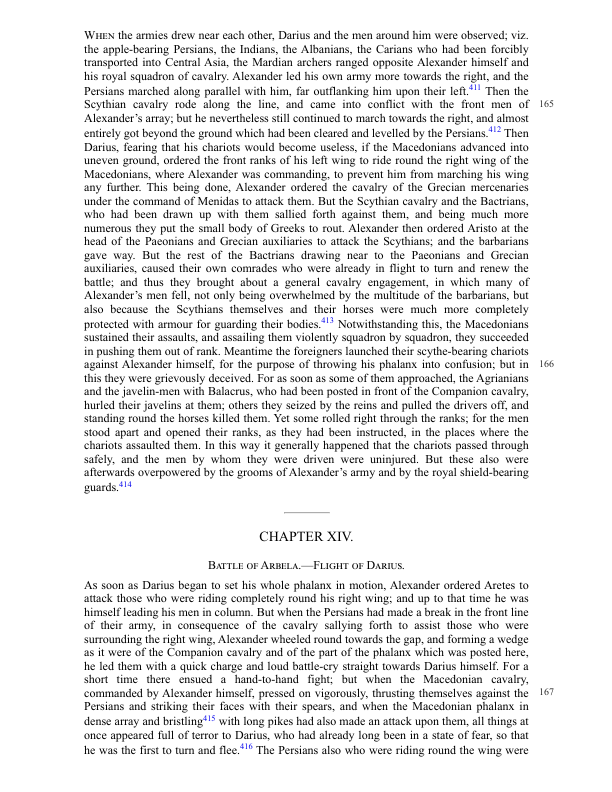 WHEN the armies drew near each other, Darius and the men around him were observed; viz.
the apple-bearing Persians, the Indians, the Albanians, the Carians who had been forcibly
transported into Central Asia, the Mardian archers ranged opposite Alexander himself and
his royal squadron of cavalry. Alexander led his own army more towards the right, and the
Persians marched along parallel with him, far outflanking him upon their left.411 Then the
Scythian cavalry rode along the line, and came into conflict with the front men of 165
Alexander’s array; but he nevertheless still continued to march towards the right, and almost
entirely got beyond the ground which had been cleared and levelled by the Persians.412 Then
Darius, fearing that his chariots would become useless, if the Macedonians advanced into
uneven ground, ordered the front ranks of his left wing to ride round the right wing of the
Macedonians, where Alexander was commanding, to prevent him from marching his wing
any further. This being done, Alexander ordered the cavalry of the Grecian mercenaries
under the command of Menidas to attack them. But the Scythian cavalry and the Bactrians,
who had been drawn up with them sallied forth against them, and being much more
numerous they put the small body of Greeks to rout. Alexander then ordered Aristo at the
head of the Paeonians and Grecian auxiliaries to attack the Scythians; and the barbarians
gave way. But the rest of the Bactrians drawing near to the Paeonians and Grecian
auxiliaries, caused their own comrades who were already in flight to turn and renew the
battle; and thus they brought about a general cavalry engagement, in which many of
Alexander’s men fell, not only being overwhelmed by the multitude of the barbarians, but
also because the Scythians themselves and their horses were much more completely
protected with armour for guarding their bodies.413 Notwithstanding this, the Macedonians
sustained their assaults, and assailing them violently squadron by squadron, they succeeded
in pushing them out of rank. Meantime the foreigners launched their scythe-bearing chariots
against Alexander himself, for the purpose of throwing his phalanx into confusion; but in 166
this they were grievously deceived. For as soon as some of them approached, the Agrianians
and the javelin-men with Balacrus, who had been posted in front of the Companion cavalry,
hurled their javelins at them; others they seized by the reins and pulled the drivers off, and
standing round the horses killed them. Yet some rolled right through the ranks; for the men
stood apart and opened their ranks, as they had been instructed, in the places where the
chariots assaulted them. In this way it generally happened that the chariots passed through
safely, and the men by whom they were driven were uninjured. But these also were
afterwards overpowered by the grooms of Alexander’s army and by the royal shield-bearing
guards.414
CHAPTER XIV.
BATTLE OF ARBELA.—FLIGHT OF DARIUS.
As soon as Darius began to set his whole phalanx in motion, Alexander ordered Aretes to
attack those who were riding completely round his right wing; and up to that time he was
himself leading his men in column. But when the Persians had made a break in the front line
of their army, in consequence of the cavalry sallying forth to assist those who were
surrounding the right wing, Alexander wheeled round towards the gap, and forming a wedge
as it were of the Companion cavalry and of the part of the phalanx which was posted here,
he led them with a quick charge and loud battle-cry straight towards Darius himself. For a
short time there ensued a hand-to-hand fight; but when the Macedonian cavalry,
commanded by Alexander himself, pressed on vigorously, thrusting themselves against the 167
Persians and striking their faces with their spears, and when the Macedonian phalanx in
dense array and bristling415 with long pikes had also made an attack upon them, all things at
once appeared full of terror to Darius, who had already long been in a state of fear, so that
he was the first to turn and flee.416 The Persians also who were riding round the wing were